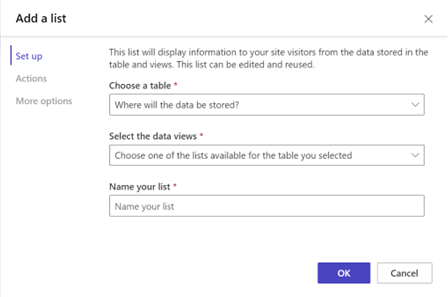 Add a list
Set up
Actions
More options
This list will display information to your site visitors from the data stored in the
table and views. This list can be edited and reused.
Choose a table *
Where will the data be stored?
Select the data views *
Choose one of the lists available for the table you selected
Name your list *
Name your list
OK
Cancel